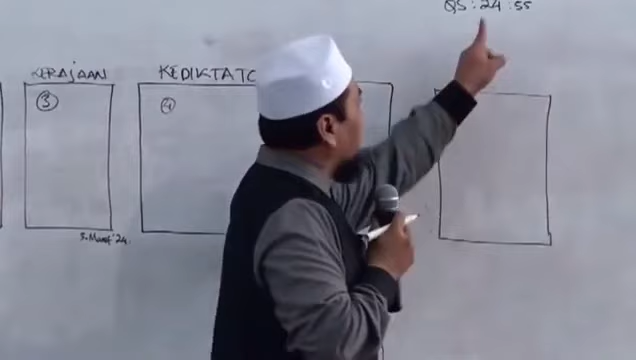 QS : 24 : 55
KERAJAAN
KEDIKTATO
3
4
3. Maret '24.